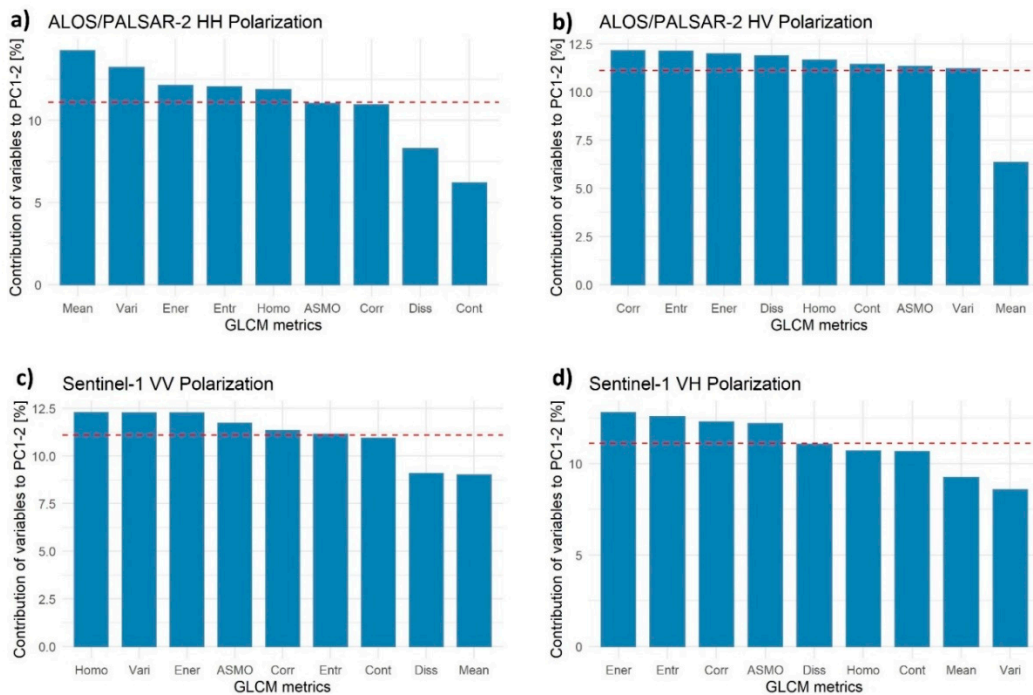 a) ALOS/PALSAR-2 HH Polarization
Contribution of variables to PC1-2 [%]
10
5
0
Mean Vari Ener Entr Homo ASMO Corr Diss Cont
GLCM metrics
b) ALOS/PALSAR-2 HV Polarization
Contribution of variables to PC1-2 [%]
12.5
10.0
7.5
5.0
2.5
0.0
Corr Entr Ener Diss Homo Cont ASMO Vari Mean
GLCM metrics
c) Sentinel-1 VV Polarization
Contribution of variables to PC1-2 [%]
12.5
10.0
7.5
5.0
2.5
0.0
Homo Vari Ener ASMO Corr Entr Cont Diss Mean
GLCM metrics
d) Sentinel-1 VH Polarization
Contribution of variables to PC1-2 [%]
10
5
0
Ener Entr Corr ASMO Diss Homo Cont Mean Vari
GLCM metrics